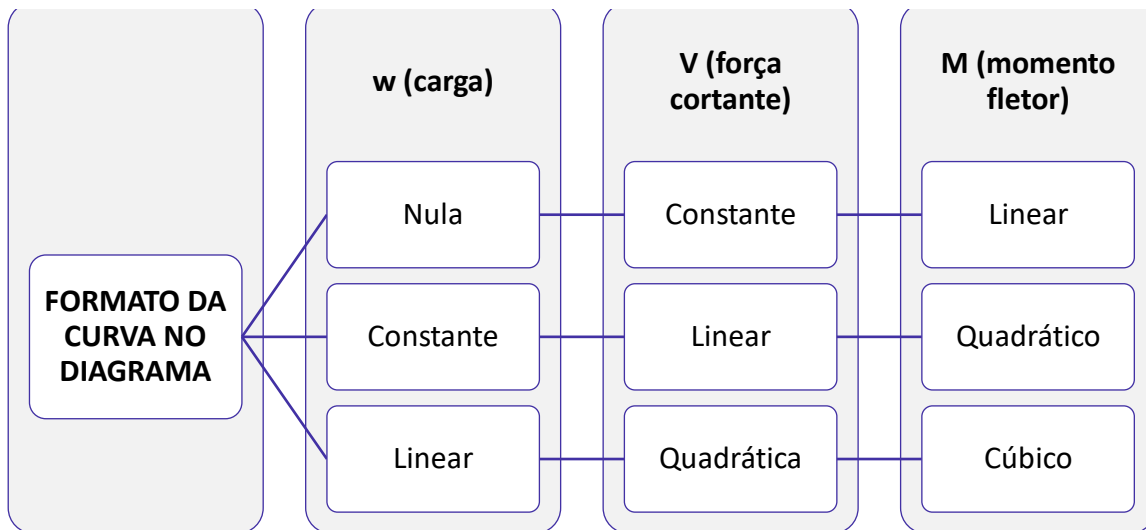 w (carga)
V (força
cortante)
M (momento
fletor)
FORMATO DA
CURVA NO
DIAGRAMA
Nula
Constante
Linear
Constante
Linear
Quadrático
Linear
Quadrática
Cúbico